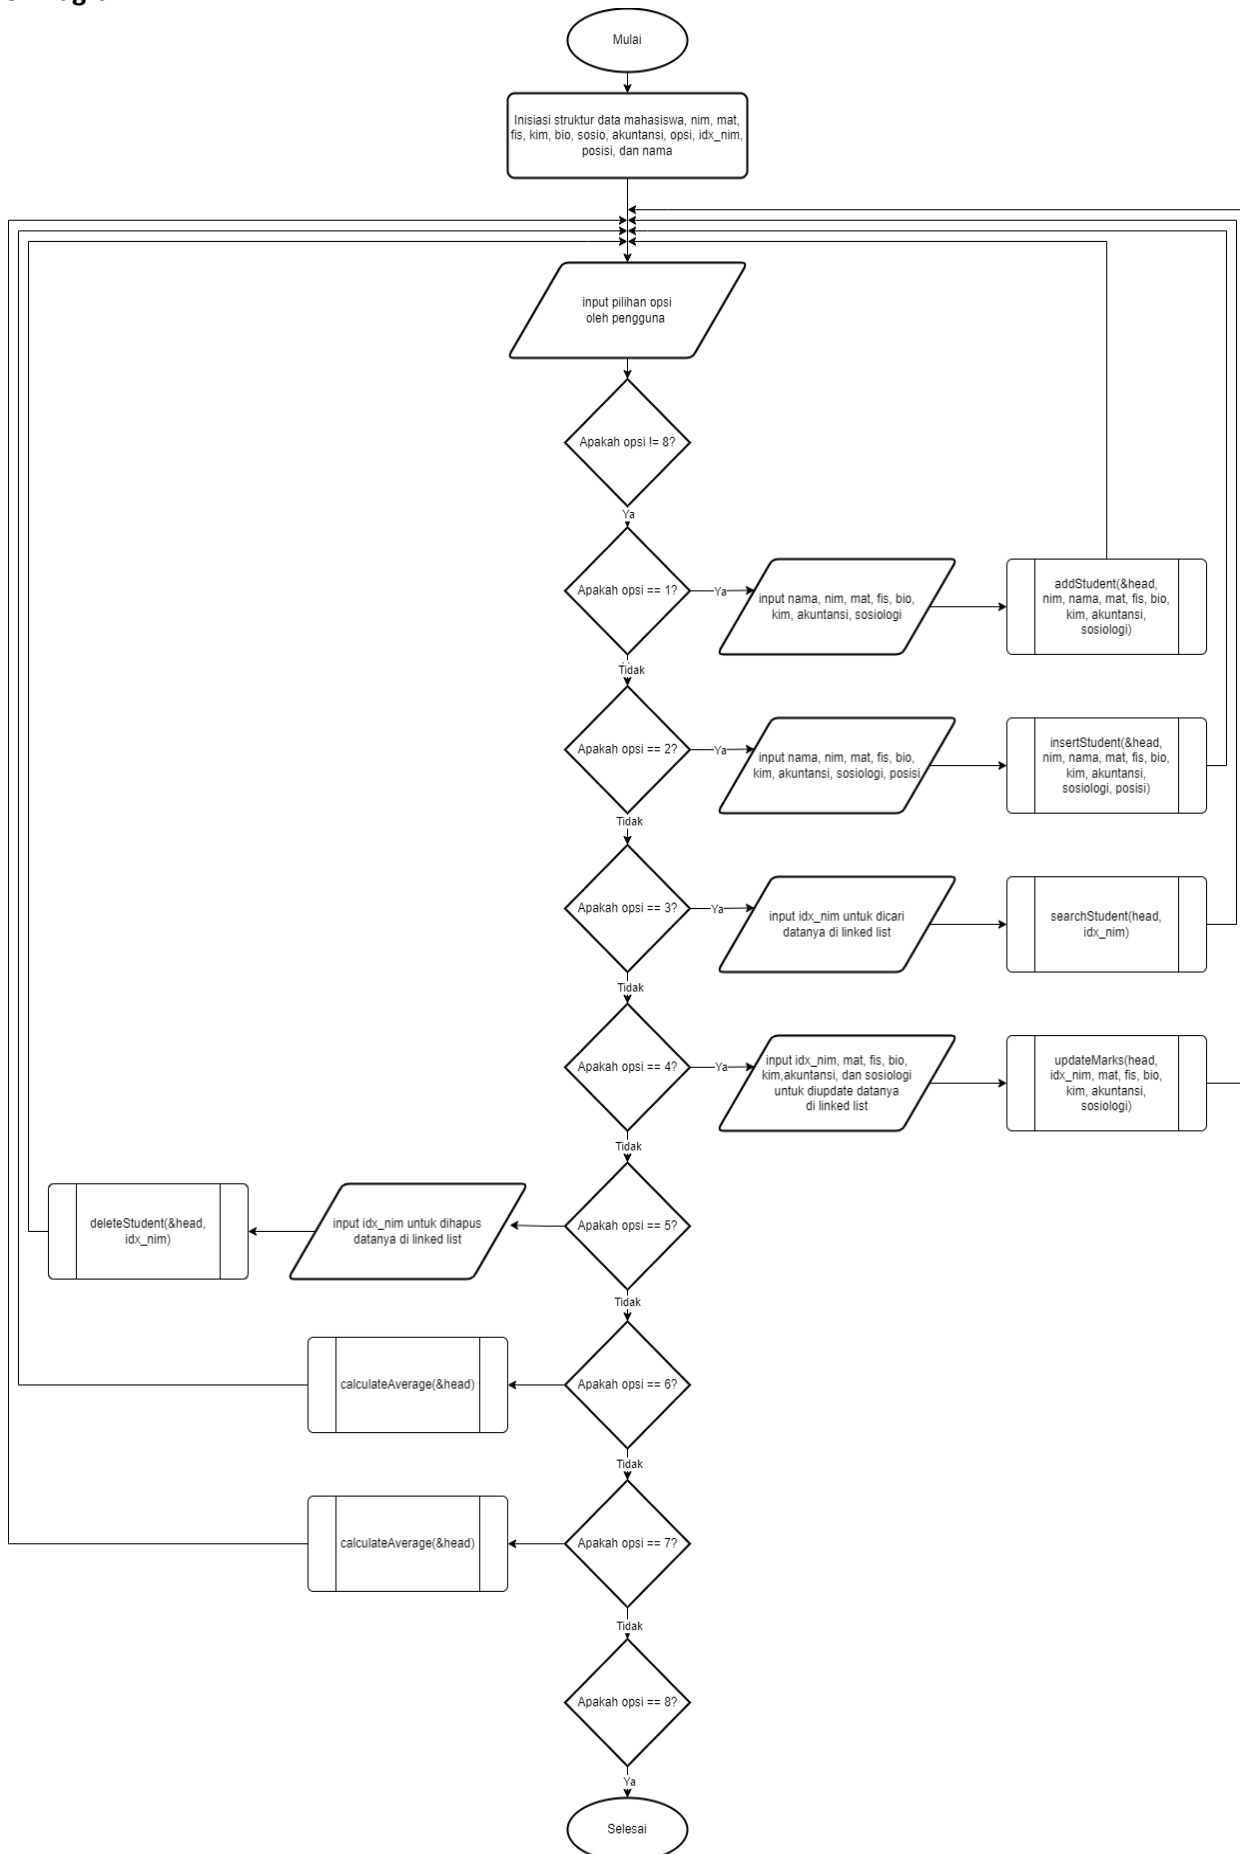 Mulai
Inisiasi struktur data mahasiswa, nim, mat,
fis, kim, bio, sosio, akuntansi, opsi, idx_nim,
posisi, dan nama
input pilihan opsi
oleh pengguna
Apakah opsi != 8?
Ya
Apakah opsi == 1?
Ya
input nama, nim, mat, fis, bio,
kim, akuntansi, sosiologi
addStudent(&head,
nim, nama, mat, fis, bio,
kim, akuntansi,
sosiologi)
Tidak
Apakah opsi == 2?
Ya
input nama, nim, mat, fis, bio,
kim, akuntansi, sosiologi, posisi
insertStudent(&head,
nim, nama, mat, fis, bio,
kim, akuntansi,
sosiologi, posisi)
Tidak
Apakah opsi == 3?
Ya
input idx_nim untuk dicari
datanya di linked list
searchStudent(head,
idx_nim)
Tidak
Apakah opsi == 4?
Ya
input idx_nim, mat, fis, bio,
kim,akuntansi, dan sosiologi
untuk diupdate datanya
di linked list
updateMarks(head,
idx_nim, mat, fis, bio,
kim, akuntansi,
sosiologi)
Tidak
Apakah opsi == 5?
input idx_nim untuk dihapus
datanya di linked list
deleteStudent(&head,
idx_nim)
Tidak
Apakah opsi == 6?
calculateAverage(&head)
Tidak
Apakah opsi == 7?
calculateAverage(&head)
Tidak
Apakah opsi == 8?
Ya
Selesai